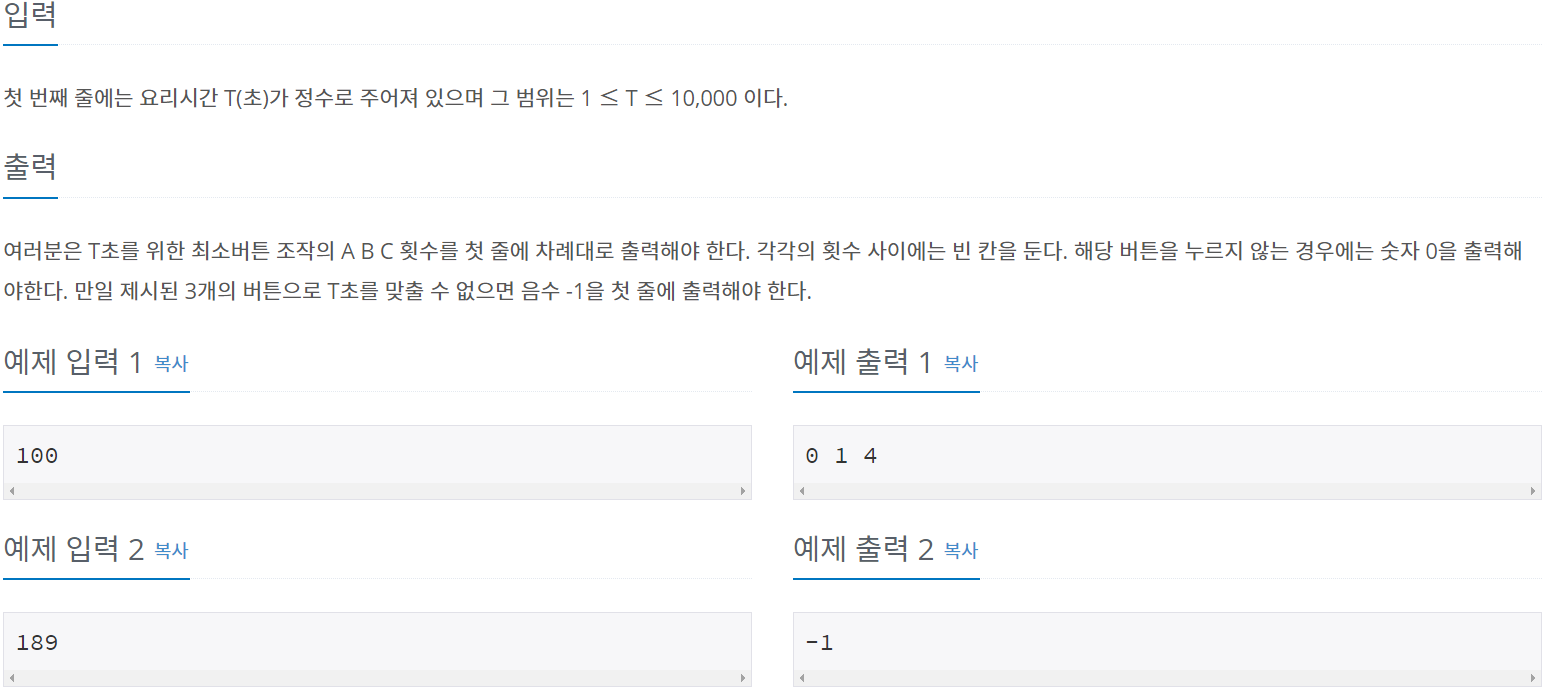 입력
첫 번째 줄에는 요리시간 T(초)가 정수로 주어져 있으며 그 범위는 1 ≤ T ≤ 10,000 이다.
출력
여러분은 T초를 위한 최소버튼 조작의 A B C 횟수를 첫 줄에 차례대로 출력해야 한다. 각각의 횟수 사이에는 빈 칸을 둔다. 해당 버튼을 누르지 않는 경우에는 숫자 0을 출력해
야한다. 만일 제시된 3개의 버튼으로 T초를 맞출 수 없으면 음수 -1을 첫 줄에 출력해야 한다.
예제 입력 1 복사
100
예제 출력 1 복사
0 1 4
예제 입력 2 복사
189
예제 출력 2 복사
-1